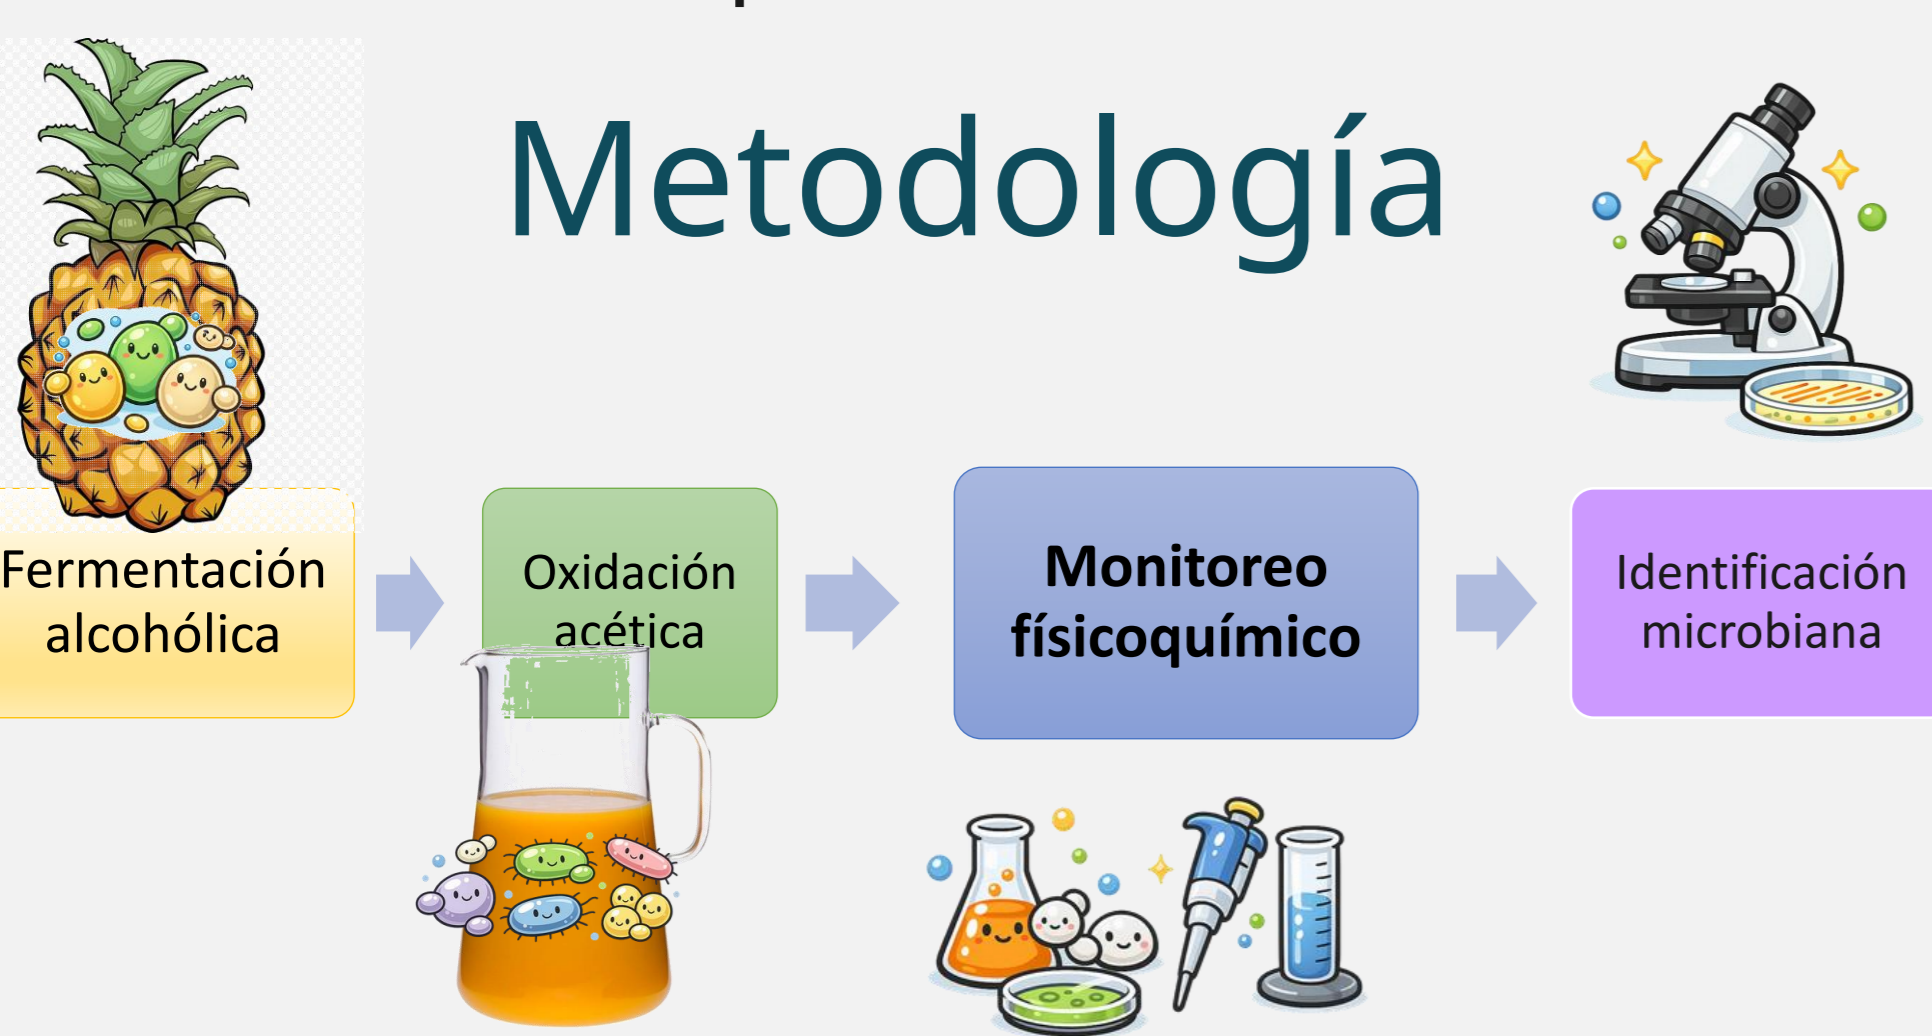 Metodología
Fermentación
alcohólica
Oxidación
acética
Monitoreo
físicoquímico
Identificación
microbiana